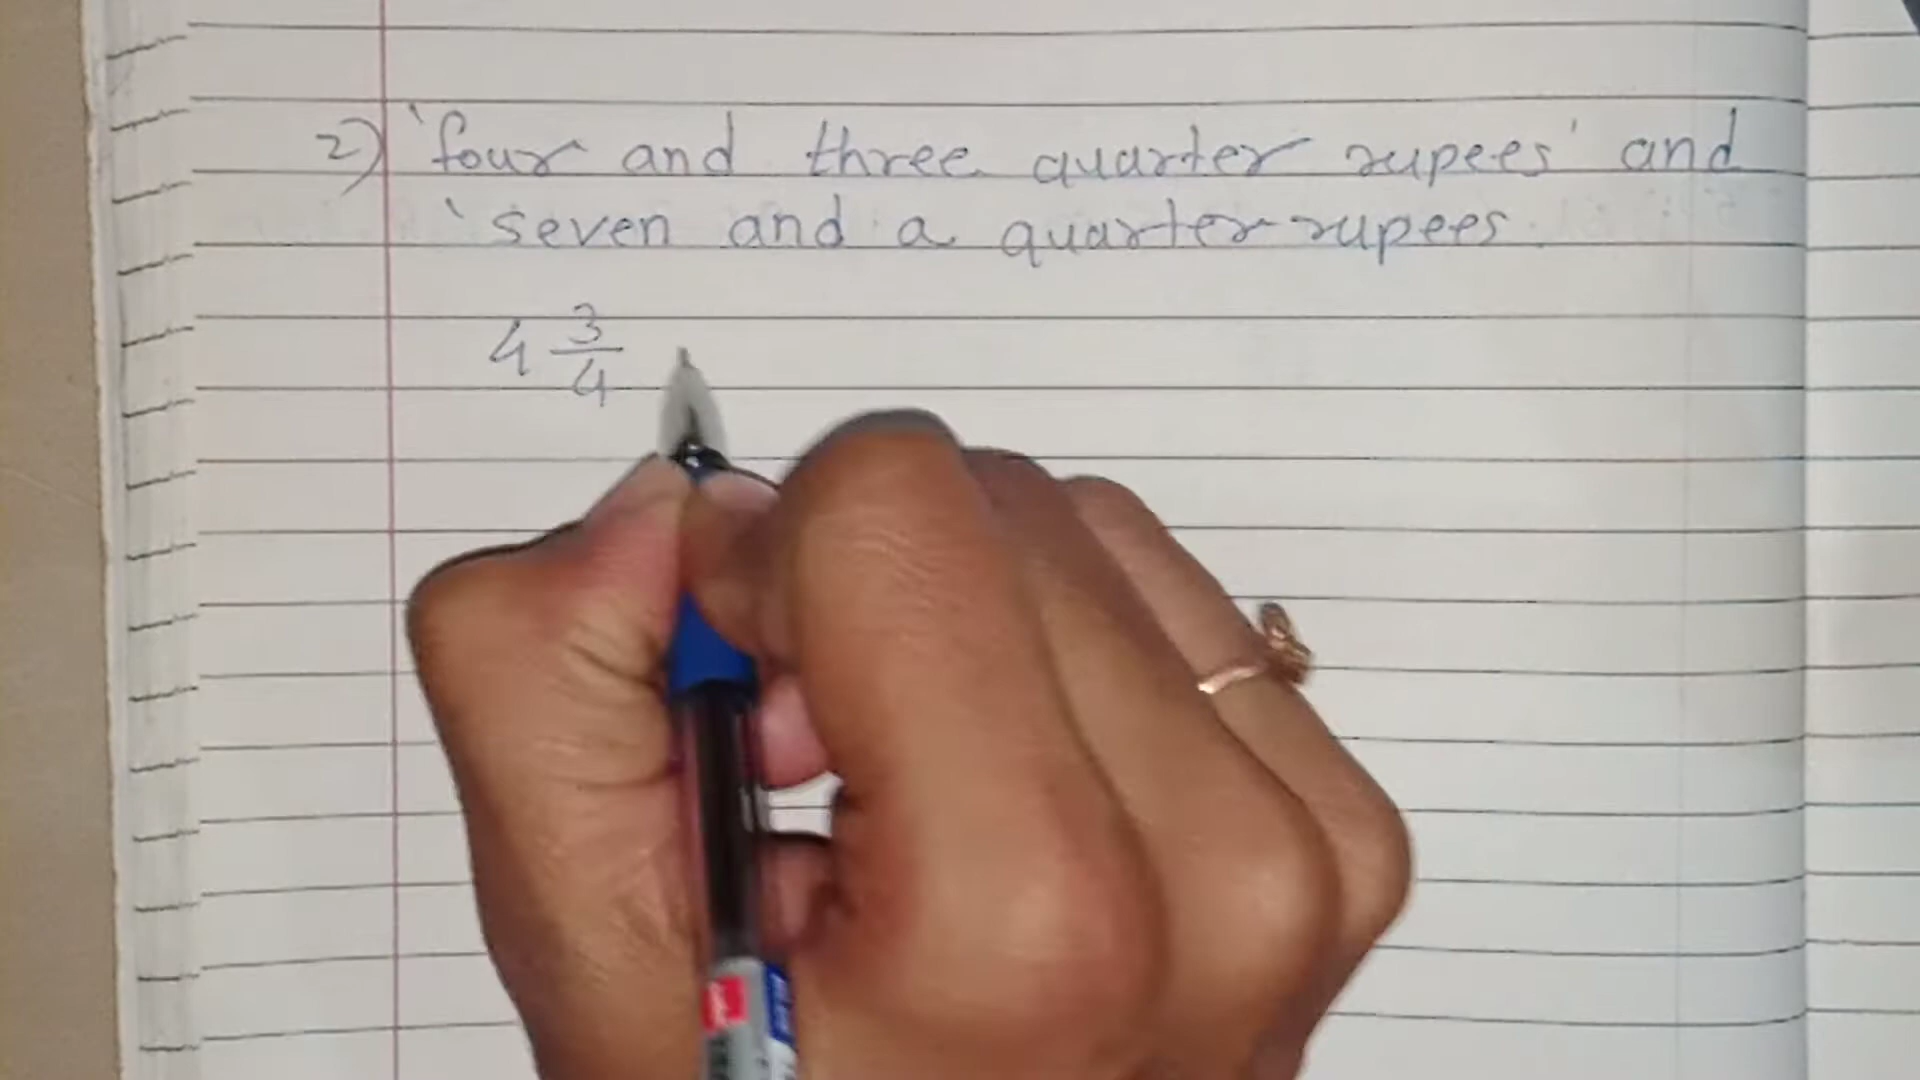 2) 'four and three quarter rupees' and
'seven and a quarter rupees.
4 3/4